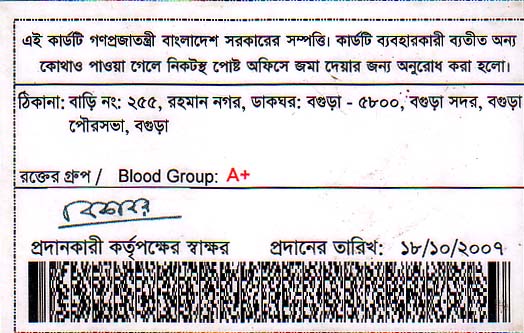 এই কার্ডটি গণপ্রজাতন্ত্রী বাংলাদেশ সরকারের সম্পত্তি। কার্ডটি ব্যবহারকারী ব্যতীত অন্য
কোথাও পাওয়া গেলে নিকটস্থ পোষ্ট অফিসে জমা দেয়ার জন্য অনুরোধ করা হলো।
ঠিকানা: বাড়ি নং: ২৫৫, রহমান নগর, ডাকঘর: বগুড়া - ৫৮০০, বগুড়া সদর, বগুড়া
পৌরসভা, বগুড়া
রক্তের গ্রুপ / Blood Group: A+
প্রদানকারী কর্তৃপক্ষের স্বাক্ষর প্রদানের তারিখ: ১৮/১০/২০০৭